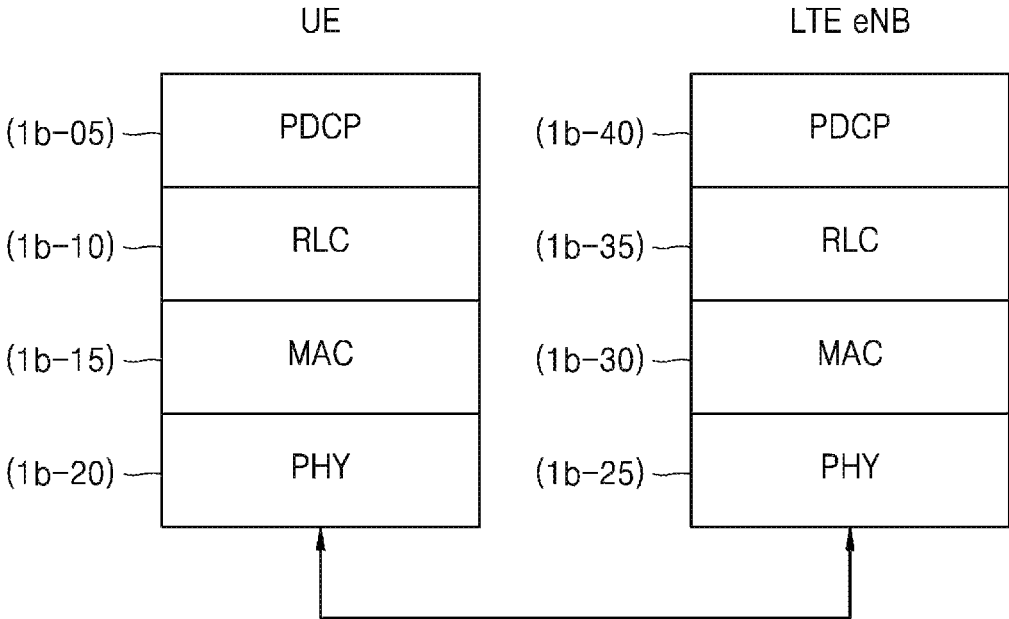 UE LTE eNB
(1b-05) PDCP (1b-40) PDCP
(1b-10) RLC (1b-35) RLC
(1b-15) MAC (1b-30) MAC
(1b-20) PHY (1b-25) PHY